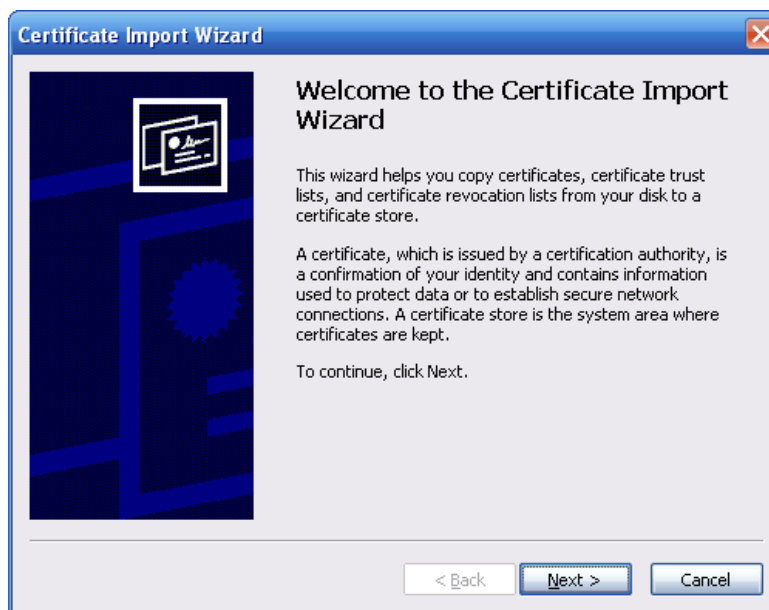 Certificate Import Wizard
Welcome to the Certificate Import
Wizard
This wizard helps you copy certificates, certificate trust
lists, and certificate revocation lists from your disk to a
certificate store.
A certificate, which is issued by a certification authority, is
a confirmation of your identity and contains information
used to protect data or to establish secure network
connections. A certificate store is the system area where
certificates are kept.
To continue, click Next.
< Back   Next >   Cancel